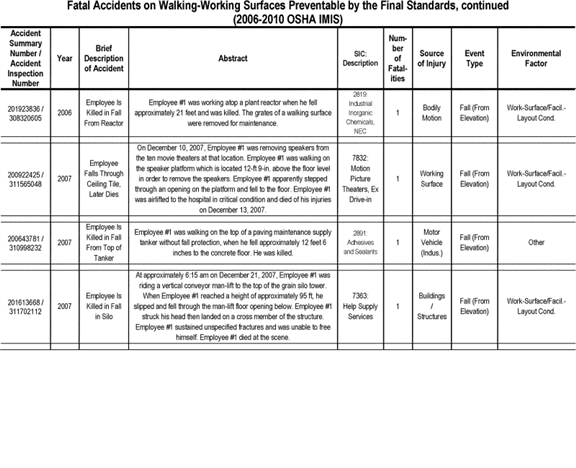 Fatal Accidents on Walking-Working Surfaces Preventable by the Final Standards, continued
(2006-2010 OSHA IMIS)
Accident
Summary
Number /
Accident
Inspection
Number
Year
Brief
Description
of Accident
Abstract
SIC:
Description
Num-
ber
of
Fatal-
ities
Source
of Injury
Event
Type
Environmental
Factor
201923836 /
308320605
2006
Employee Is
Killed in Fall
From Reactor
Employee #1 was working atop a plant reactor when he fell
approximately 21 feet and was killed. The grates of a walking surface
were removed for maintenance.
2819:
Industrial
Inorganic
Chemicals,
NEC
1
Bodily
Motion
Fall (From
Elevation)
Work-Surface/Facil.-
Layout Cond.
200922425 /
311565048
2007
Employee
Falls Through
Ceiling Tile,
Later Dies
On December 10, 2007, Employee #1 was removing speakers from
the ten movie theaters at that location. Employee #1 was walking on
the speaker platform which is located 12-ft 9-in. above the floor level
in order to remove the speakers. Employee #1 apparently stepped
through an opening on the platform and fell to the floor. Employee #1
was airlifted to the hospital in critical condition and died of his injuries
on December 13, 2007.
7832:
Motion
Picture
Theaters, Ex
Drive-in
1
Working
Surface
Fall (From
Elevation)
Work-Surface/Facil.-
Layout Cond.
200643781 /
310998232
2007
Employee Is
Killed in Fall
From Top of
Tanker
Employee #1 was walking on the top of a paving maintenance supply
tanker without fall protection, when he fell approximately 12 feet 6
inches to the concrete floor. He was killed.
2891:
Adhesives
and Sealants
1
Motor
Vehicle
(Indus.)
Fall (From
Elevation)
Other
201613668 /
311702112
2007
Employee Is
Killed in Fall
in Silo
At approximately 6:15 am on December 21, 2007, Employee #1 was
riding a vertical conveyor man-lift to the top of the grain silo tower.
When Employee #1 reached a height of approximately 95 ft, he
slipped and fell through the man-lift floor opening below. Employee #1
struck his head then landed on a cross member of the structure.
Employee #1 sustained unspecified fractures and was unable to free
himself. Employee #1 died at the scene.
7363:
Help Supply
Services
1
Buildings
/
Structures
Fall (From
Elevation)
Work-Surface/Facil.-
Layout Cond.